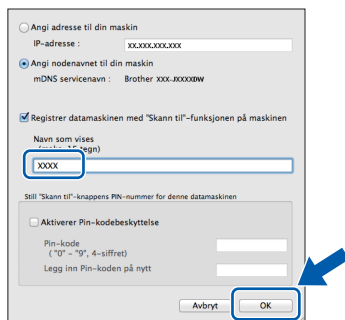 Angi adresse til din maskin
IP-adresse : XX.XXX.XXX.XXX
Angi nodenavnet til din maskin
mDNS servicenavn : Brother XXX-JXXXXDW
Registrer datamaskinen med "Skann til"-funksjonen på maskinen
Navn som vises
(maks. 15 tegn)
XXXX
Still "Skann til"-knappens PIN-nummer for denne datamaskinen
Aktiverer Pin-kodebeskyttelse
Pin-kode
( "0" – "9", 4-siffret)
Legg inn Pin-koden på nytt
Avbryt OK